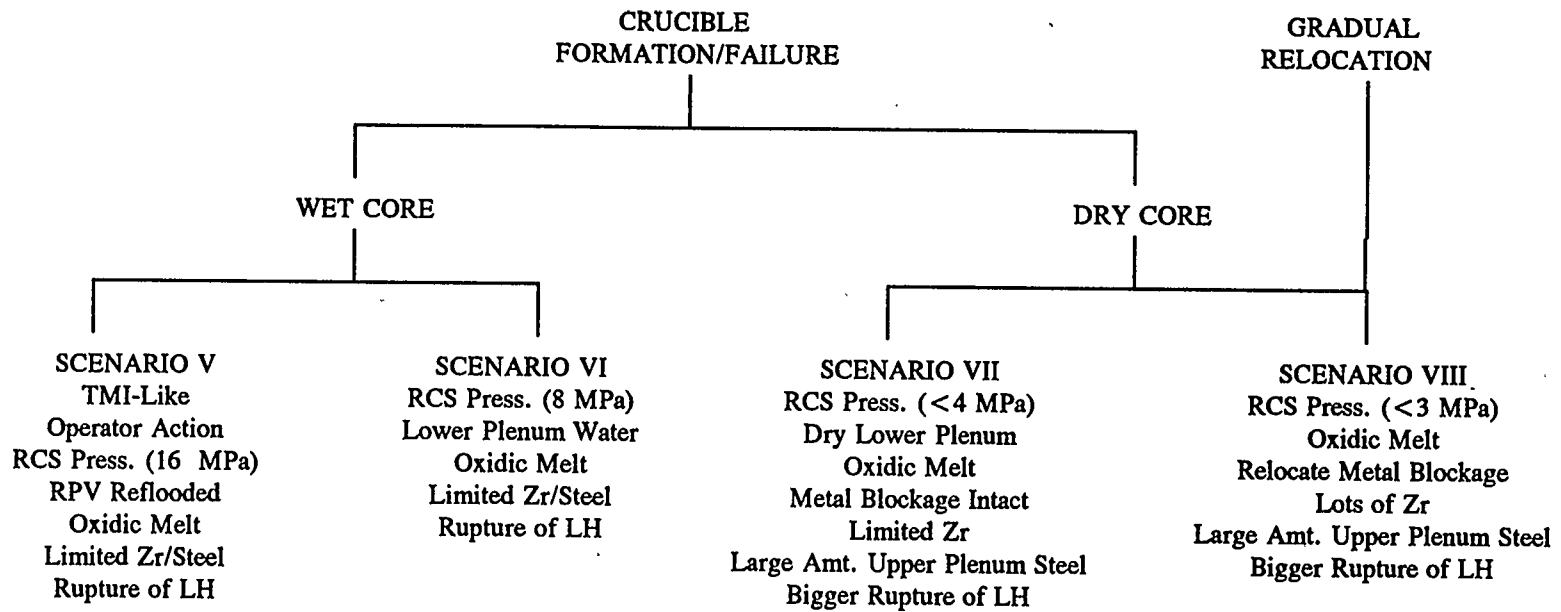 CRUCIBLE
FORMATION/FAILURE
GRADUAL
RELOCATION
WET CORE
DRY CORE
SCENARIO V
TMI-Like
Operator Action
RCS Press. (16 MPa)
RPV Reflooded
Oxidic Melt
Limited Zr/Steel
Rupture of LH
SCENARIO VI
RCS Press. (8 MPa)
Lower Plenum Water
Oxidic Melt
Limited Zr/Steel
Rupture of LH
SCENARIO VII
RCS Press. (<4 MPa)
Dry Lower Plenum
Oxidic Melt
Metal Blockage Intact
Limited Zr
Large Amt. Upper Plenum Steel
Bigger Rupture of LH
SCENARIO VIII
RCS Press. (<3 MPa)
Oxidic Melt
Relocate Metal Blockage
Lots of Zr
Large Amt. Upper Plenum Steel
Bigger Rupture of LH